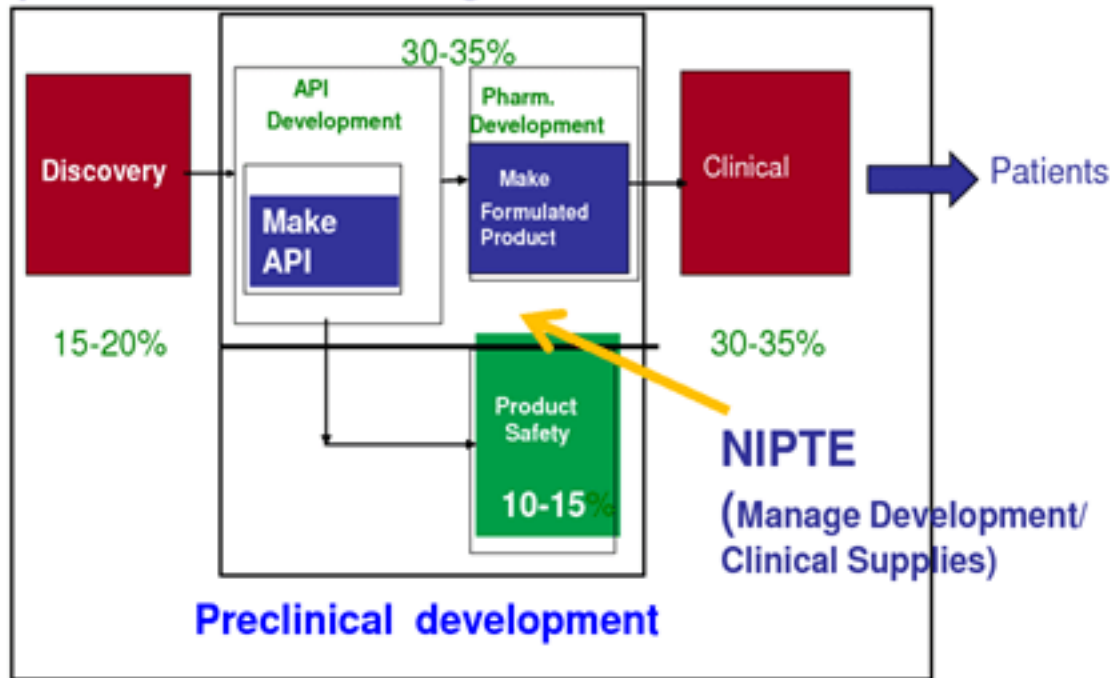 30-35%
API
Development
Pharm.
Development
Discovery
Make
API
Make
Formulated
Product
Clinical
Patients
15-20%
30-35%
Product
Safety
10-15%
NIPTE
(Manage Development/
Clinical Supplies)
Preclinical development